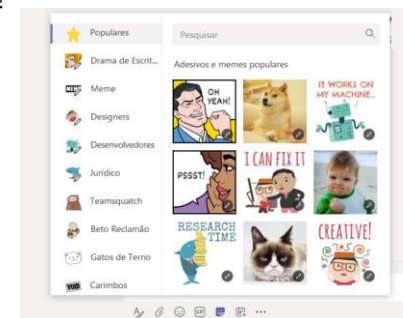 Populares
Drama de Escrit...
Meme
Designers
Desenvolvedores
Jurídico
Teamsquatch
Beto Reclamão
Gatos de Terno
Carimbos
Pesquisar
Adesivos e memes populares
OH
YEAH!
IT WORKS ON
MY MACHINE...
PSSST!
I CAN FIX IT
RESEARCH
TIME
CREATIVE!
GIF